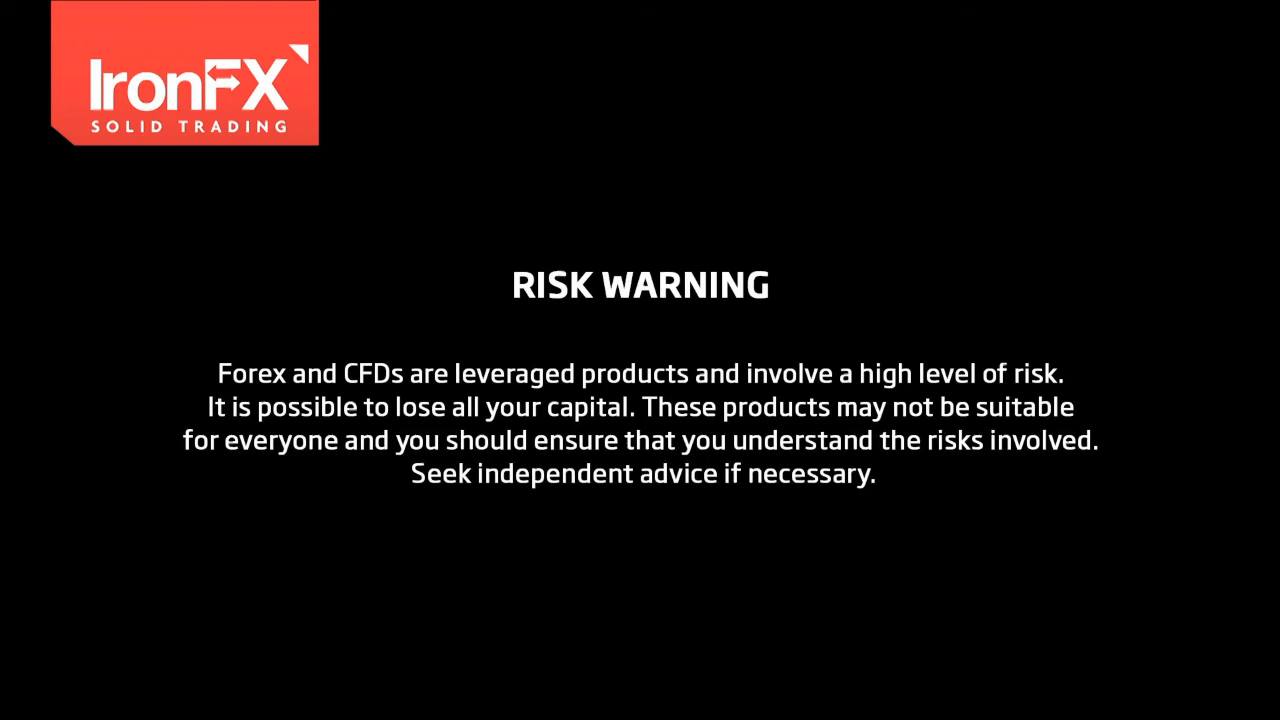 IronFX
SOLID TRADING
RISK WARNING
Forex and CFDs are leveraged products and involve a high level of risk.
It is possible to lose all your capital. These products may not be suitable
for everyone and you should ensure that you understand the risks involved.
Seek independent advice if necessary.